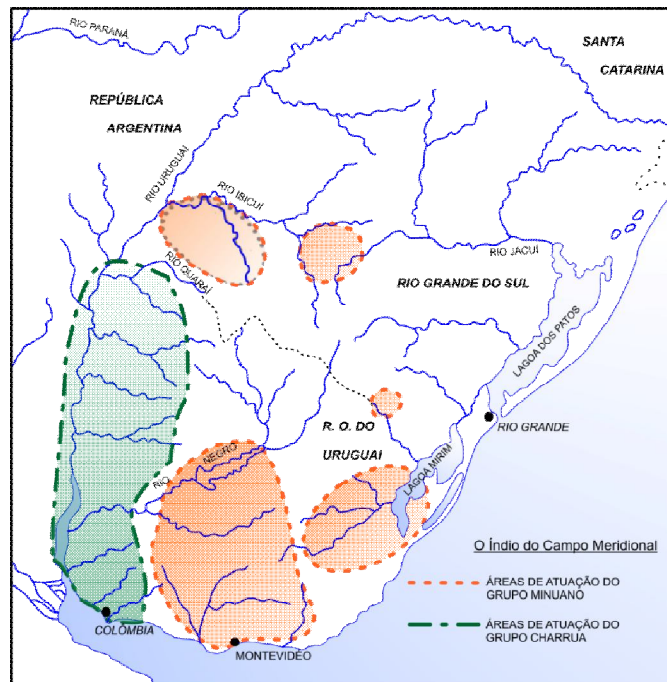 RIO PARANÁ
SANTA
CATARINA
REPÚBLICA
ARGENTINA
RIO URUGUAI
RIO IBICUÍ
RIO JACUÍ
RIO QUARAÍ
RIO GRANDE DO SUL
LAGOA DOS PATOS
RIO GRANDE
R. O. DO
URUGUAI
RIO NEGRO
LAGOA MIRIM
O Índio do Campo Meridional
ÁREAS DE ATUAÇÃO DO
GRUPO MINUANO
ÁREAS DE ATUAÇÃO DO
GRUPO CHARRUA
COLÔMBIA
MONTEVIDÉO